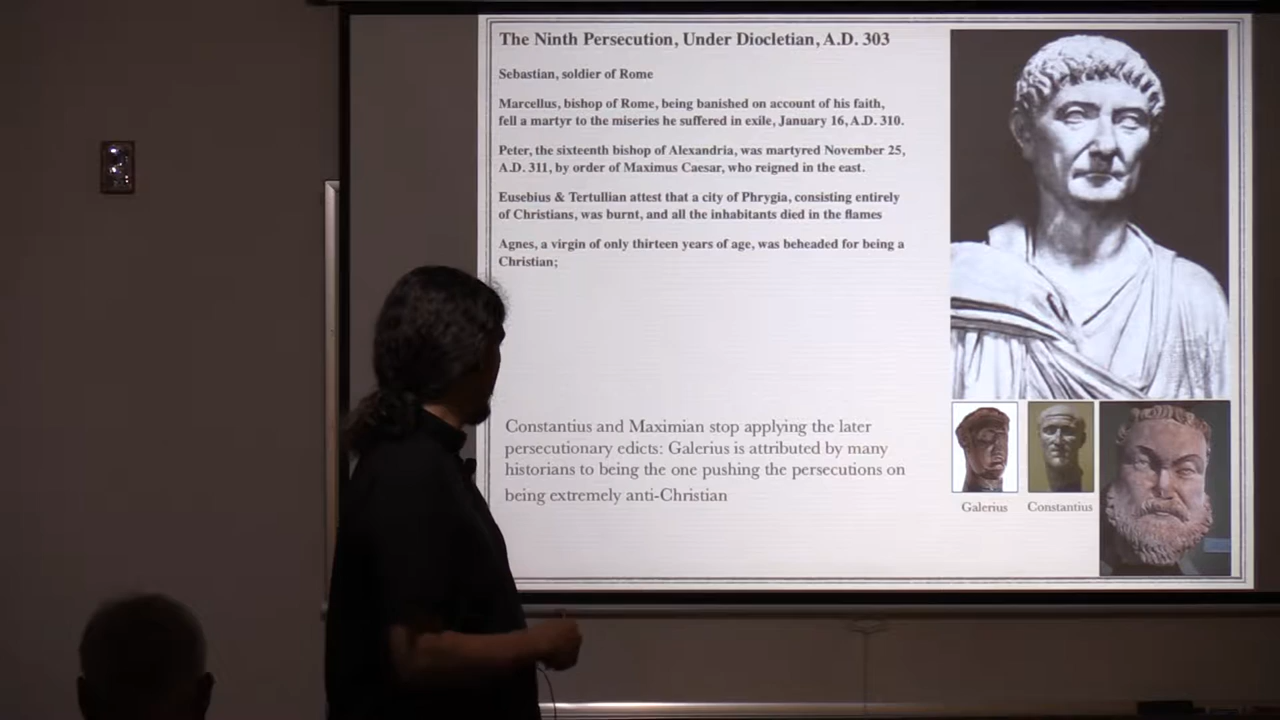 The Ninth Persecution, Under Diocletian, A.D. 303
Sebastian, soldier of Rome
Marcellus, bishop of Rome, being banished on account of his faith,
fell a martyr to the miseries he suffered in exile, January 16, A.D. 310.
Peter, the sixteenth bishop of Alexandria, was martyred November 25,
A.D. 311, by order of Maximus Caesar, who reigned in the east.
Eusebius & Tertullian attest that a city of Phrygia, consisting entirely
of Christians, was burnt, and all the inhabitants died in the flames
Agnes, a virgin of only thirteen years of age, was beheaded for being a
Christian;
Constantius and Maximian stop applying the later
persecutionary edicts: Galerius is attributed by many
historians to being the one pushing the persecutions on
being extremely anti-Christian
Galerius
Constantius